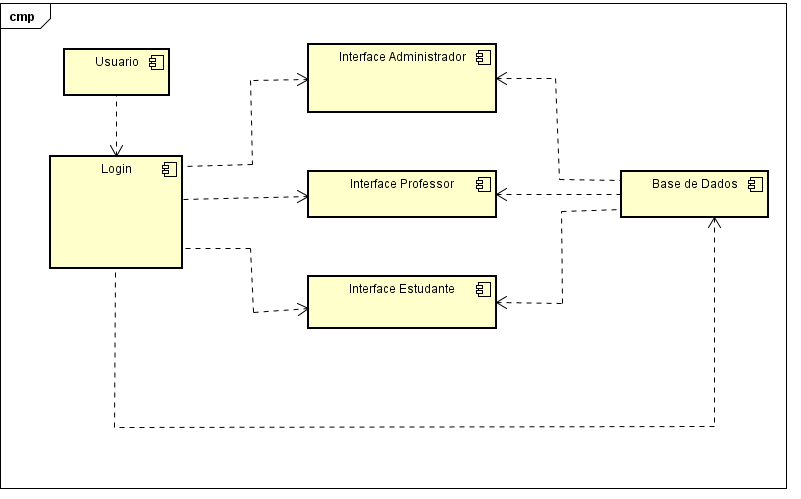 cmp
Usuario
Interface Administrador
Login
Interface Professor
Base de Dados
Interface Estudante